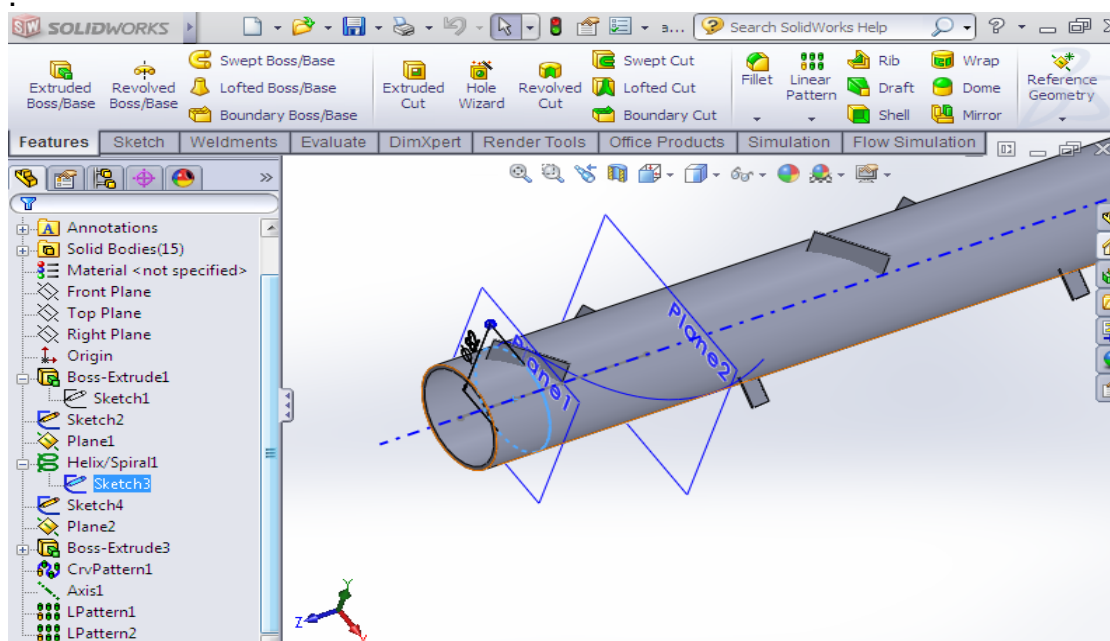 .
SW SOLIDWORKS a... Search SolidWorks Help ?
Extruded Boss/Base Revolved Boss/Base Swept Boss/Base Lofted Boss/Base Boundary Boss/Base Extruded Cut Hole Wizard Revolved Cut Swept Cut Lofted Cut Boundary Cut Fillet Linear Pattern Rib Draft Shell Wrap Dome Mirror Reference Geometry
Features Sketch Weldments Evaluate DimXpert Render Tools Office Products Simulation Flow Simulation
»
Annotations
Solid Bodies(15)
Material <not specified>
Front Plane
Top Plane
Right Plane
Origin
Boss-Extrude1
Sketch1
Sketch2
Plane1
Helix/Spiral1
Sketch3
Sketch4
Plane2
Boss-Extrude3
CrvPattern1
Axis1
LPattern1
LPattern2
Plane1
Plane2
Y
Z